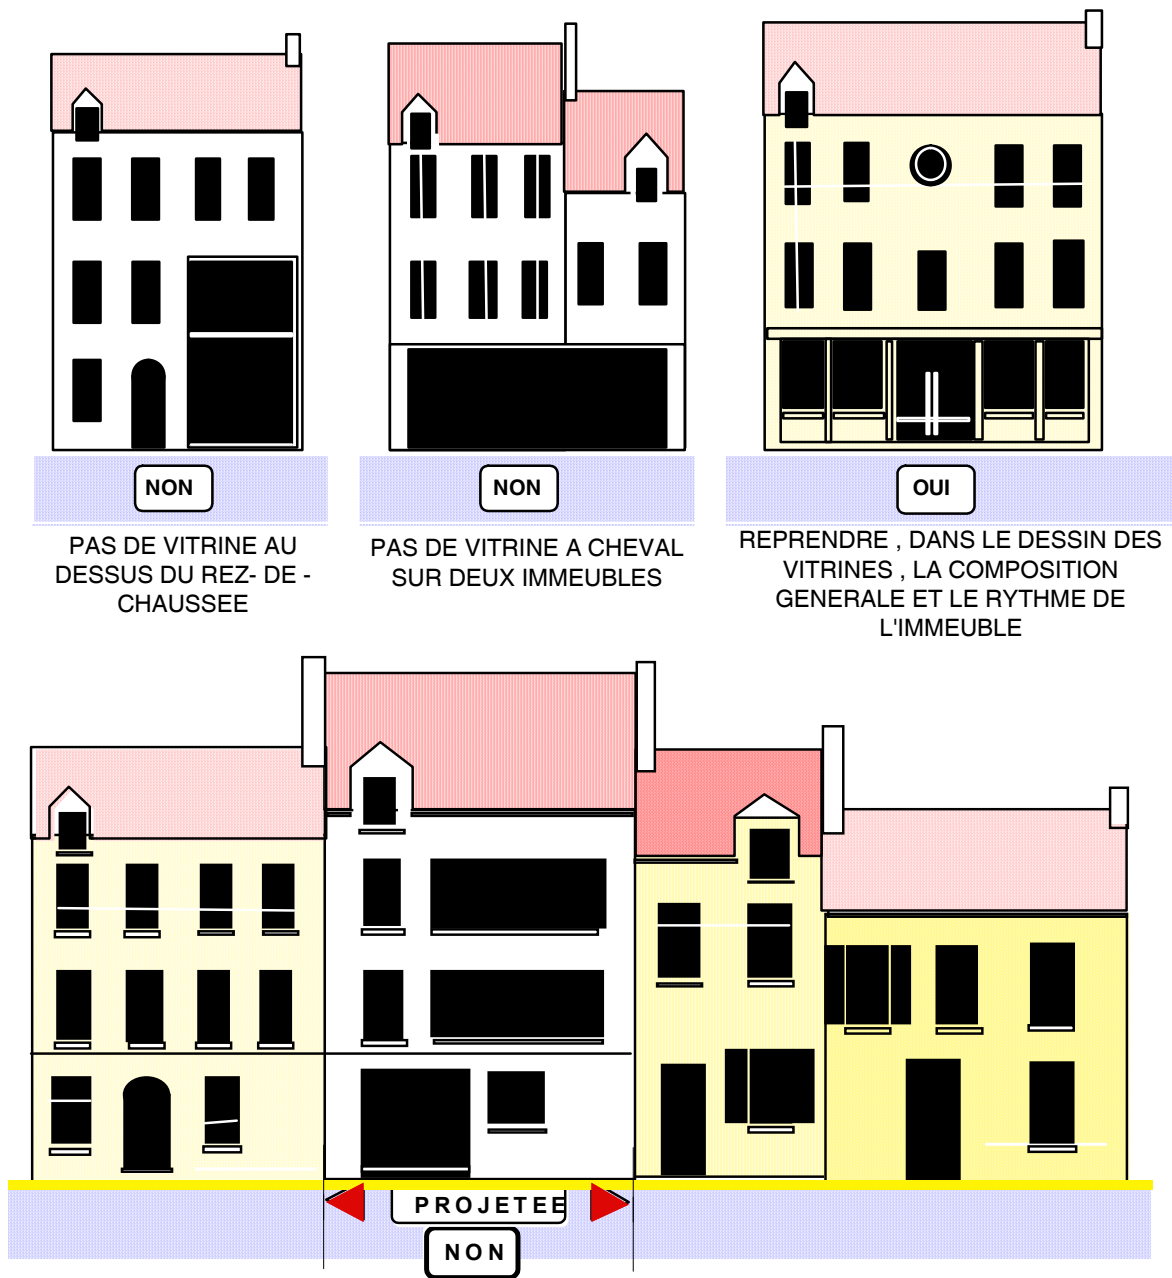 NON
PAS DE VITRINE AU
DESSUS DU REZ- DE -
CHAUSSEE
NON
PAS DE VITRINE A CHEVAL
SUR DEUX IMMEUBLES
OUI
REPRENDRE , DANS LE DESSIN DES
VITRINES , LA COMPOSITION
GENERALE ET LE RYTHME DE
L'IMMEUBLE
PROJETEE
NON